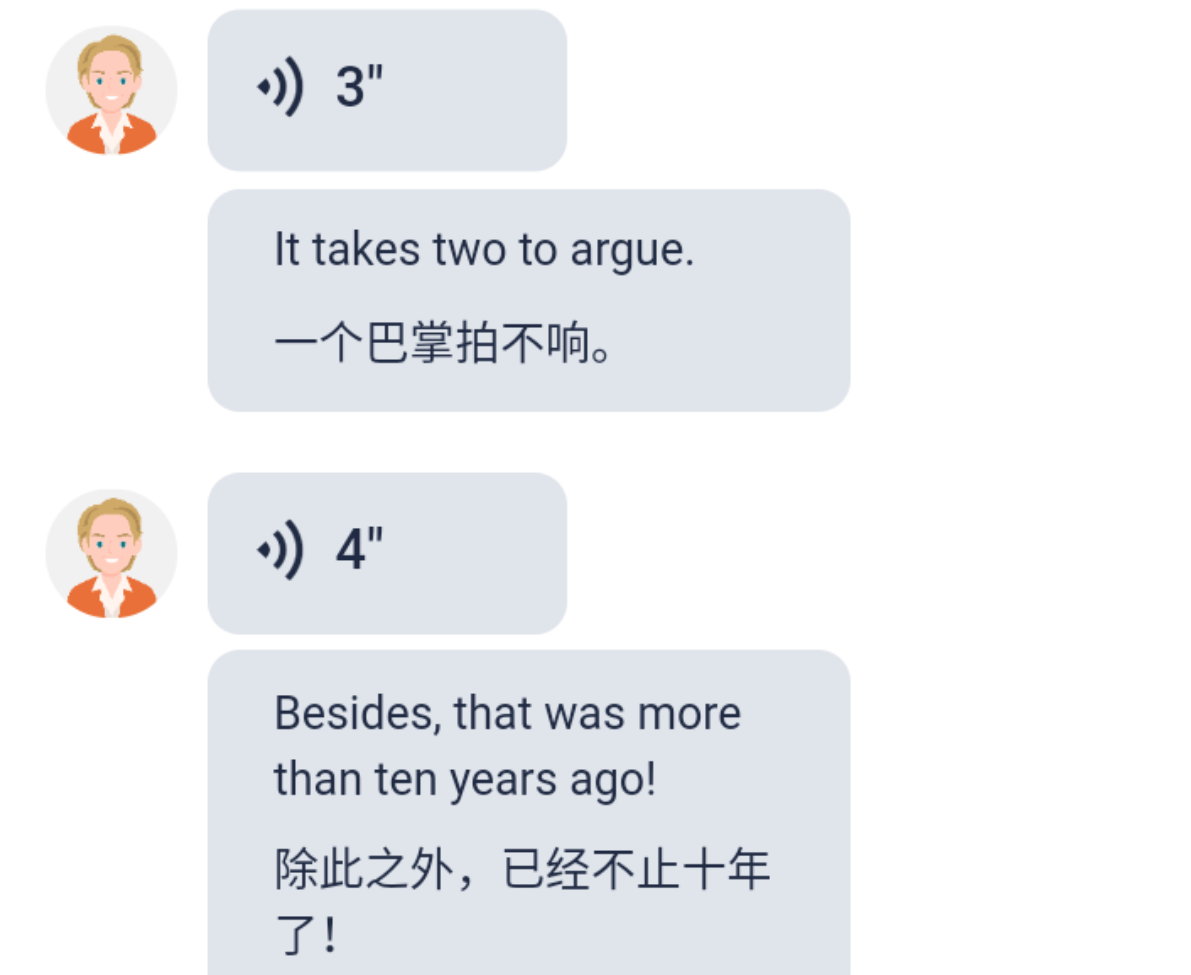 3"
It takes two to argue.
一个巴掌拍不响。
4"
Besides, that was more
than ten years ago!
除此之外，已经不止十年
了！